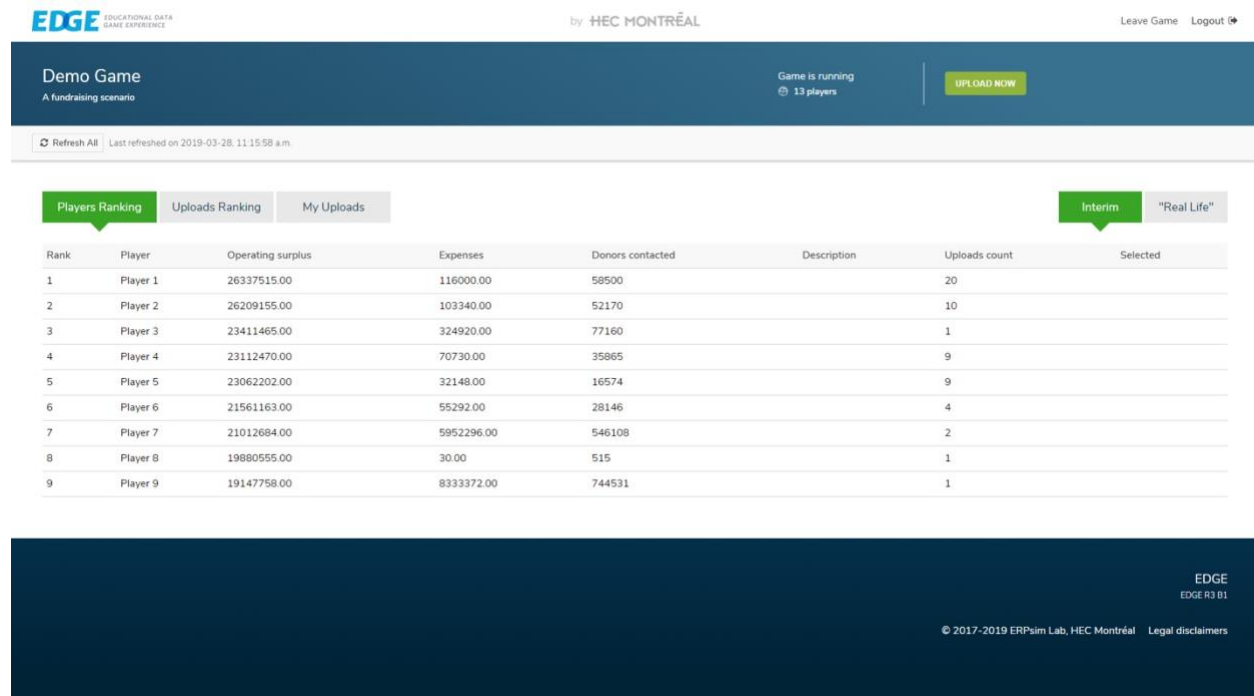 EDGE EDUCATIONAL DATA GAME EXPERIENCE by HEC MONTRĒAL Leave Game Logout
Demo Game
A fundraising scenario
Game is running
13 players
UPLOAD NOW
Refresh All Last refreshed on 2019-03-28, 11:15:58 a.m.
Players Ranking Uploads Ranking My Uploads Interim "Real Life"
Rank Player Operating surplus Expenses Donors contacted Description Uploads count Selected
1 Player 1 26337515.00 116000.00 58500 20
2 Player 2 26209155.00 103340.00 52170 10
3 Player 3 23411465.00 324920.00 77160 1
4 Player 4 23112470.00 70730.00 35865 9
5 Player 5 23062202.00 32148.00 16574 9
6 Player 6 21561163.00 55292.00 28146 4
7 Player 7 21012684.00 5952296.00 546108 2
8 Player 8 19880555.00 30.00 515 1
9 Player 9 19147758.00 8333372.00 744531 1
EDGE
EDGE R3 B1
© 2017-2019 ERPsim Lab, HEC Montréal Legal disclaimers